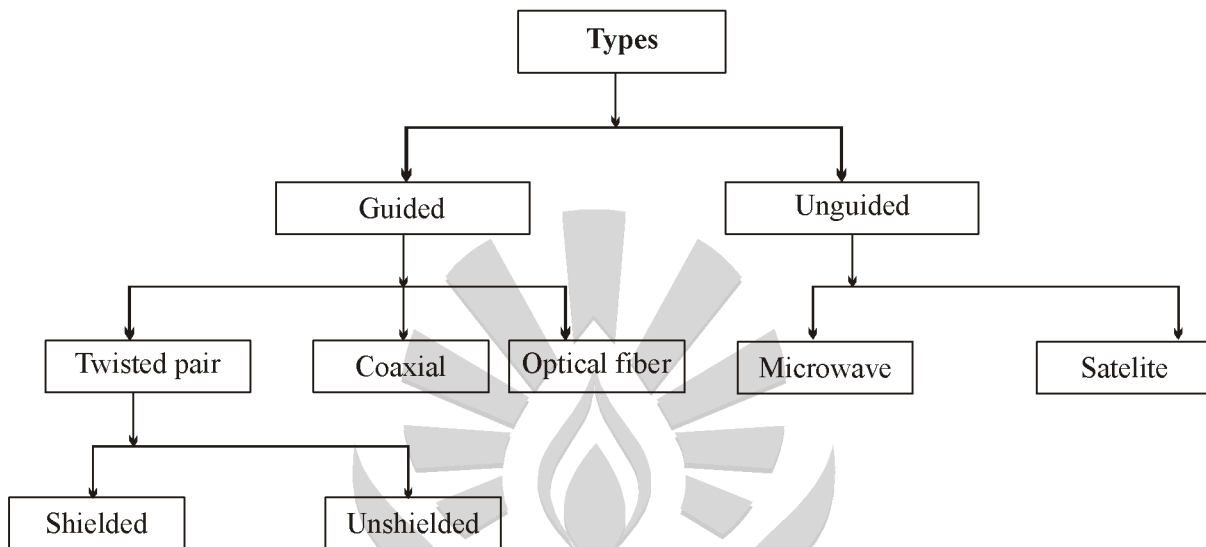 Types
Guided
Unguided
Twisted pair
Coaxial
Optical fiber
Microwave
Satelite
Shielded
Unshielded